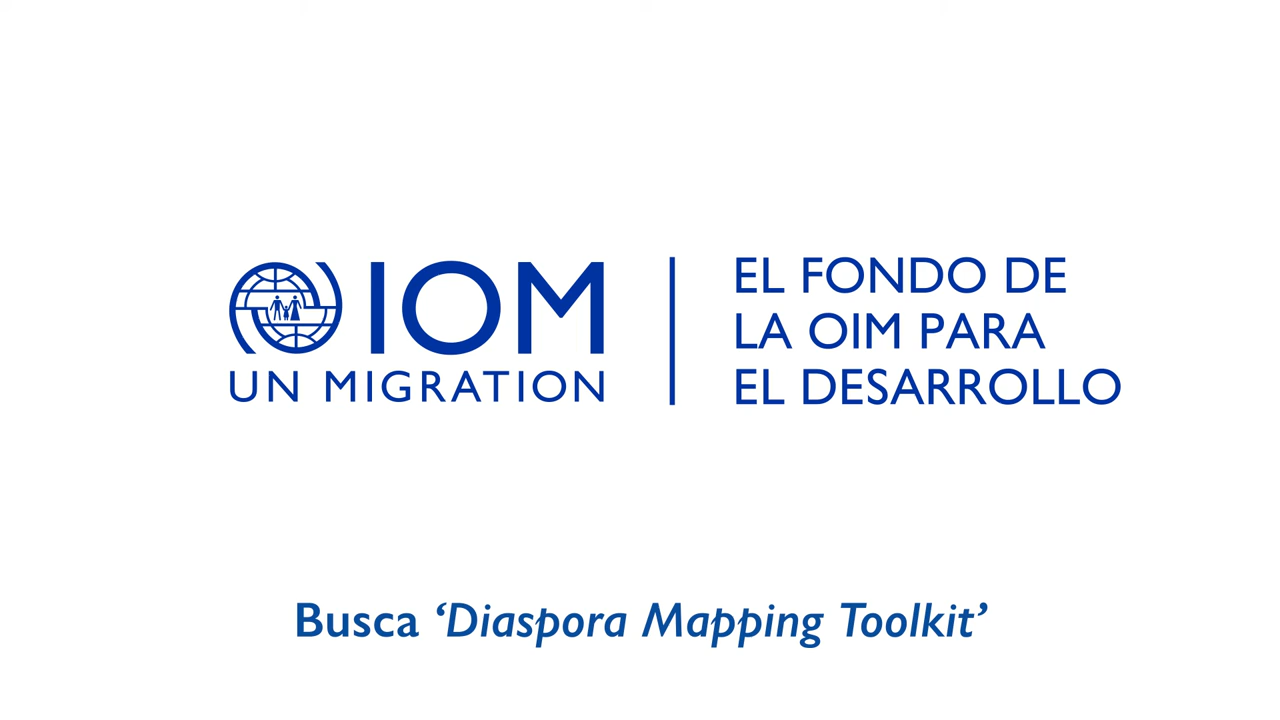 IOM
UN MIGRATION
EL FONDO DE
LA OIM PARA
EL DESARROLLO
Busca ‘Diaspora Mapping Toolkit’